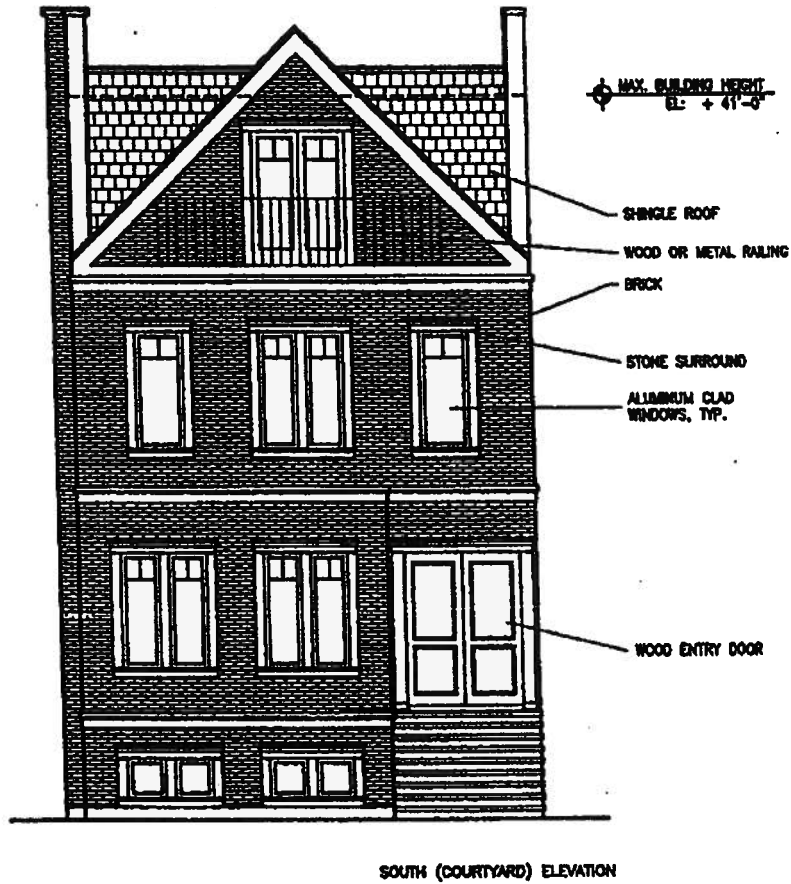 MAX. BUILDING HEIGHT
EL: + 41'-0"
SHINGLE ROOF
WOOD OR METAL RAILING
BRICK
STONE SURROUND
ALUMINUM CLAD
WINDOWS, TYP.
WOOD ENTRY DOOR
SOUTH (COURTYARD) ELEVATION